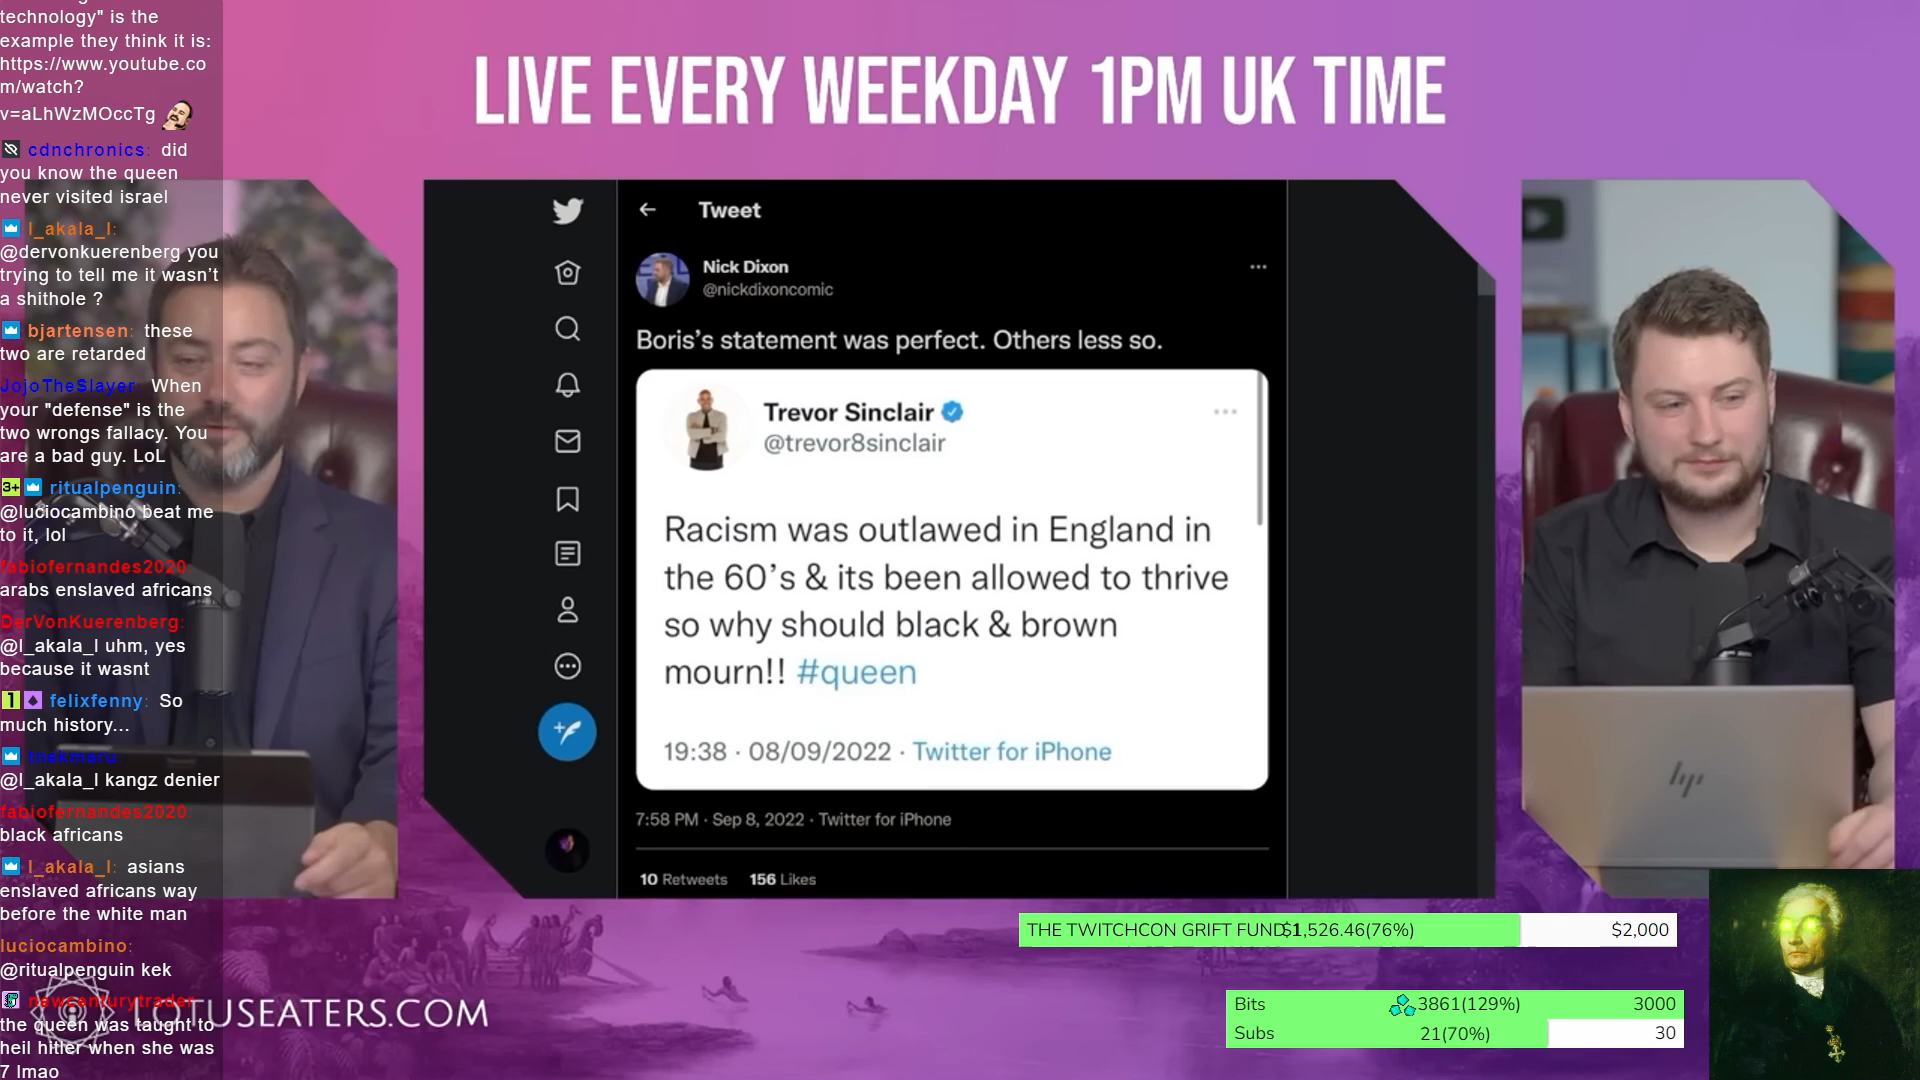 technology" is the
example they think it is:
https://www.youtube.co
m/watch?
v=aLhWzMOccTg
cdnchronics: did
you know the queen
never visited israel
l_akala_l:
@dervonkuerenberg you
trying to tell me it wasn't
a shithole ?
bjartensen: these
two are retarded
JojoTheSlayer: When
your "defense" is the
two wrongs fallacy. You
are a bad guy. LoL
3+ ritualpenguin:
@luciocambino beat me
to it, lol
fabiofernandes2020:
arabs enslaved africans
DerVonKuerenberg:
@l_akala_l uhm, yes
because it wasnt
1 felixfenny: So
much history...
tnekmaru:
@l_akala_l kangz denier
fabiofernandes2020:
black africans
l_akala_l: asians
enslaved africans way
before the white man
luciocambino:
@ritualpenguin kek
newcenturytrader:
the queen was taught to
heil hitler when she was
7 lmao
LIVE EVERY WEEKDAY 1PM UK TIME
Tweet
Nick Dixon
@nickdixoncomic
Boris's statement was perfect. Others less so.
Trevor Sinclair
@trevor8sinclair
Racism was outlawed in England in
the 60's & its been allowed to thrive
so why should black & brown
mourn!! #queen
19:38 · 08/09/2022 · Twitter for iPhone
7:58 PM · Sep 8, 2022 · Twitter for iPhone
10 Retweets 156 Likes
hp
THE TWITCHCON GRIFT FUND $1,526.46(76%) $2,000
Bits 3861(129%) 3000
Subs 21(70%) 30
LOTUSEATERS.COM